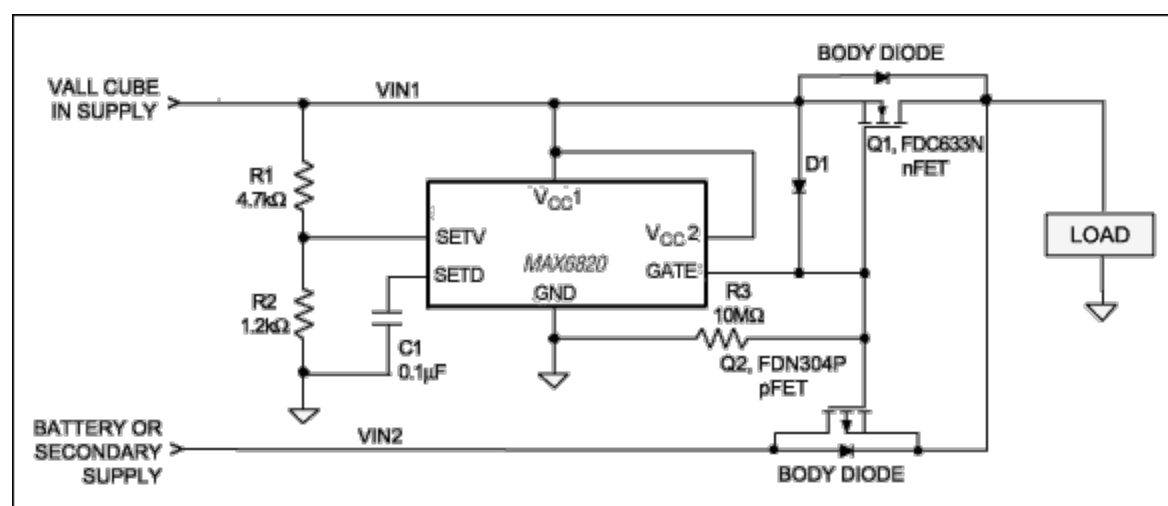 BODY DIODE
VALL CUBE
IN SUPPLY
VIN1
Q1, FDC633N
nFET
D1
R1
4.7kΩ
VCC1
SETV
VCC2
LOAD
SETD
MAX6820
GATE
GND
R3
10MΩ
R2
1.2kΩ
C1
0.1µF
Q2, FDN304P
pFET
BATTERY OR
SECONDARY
SUPPLY
VIN2
BODY DIODE